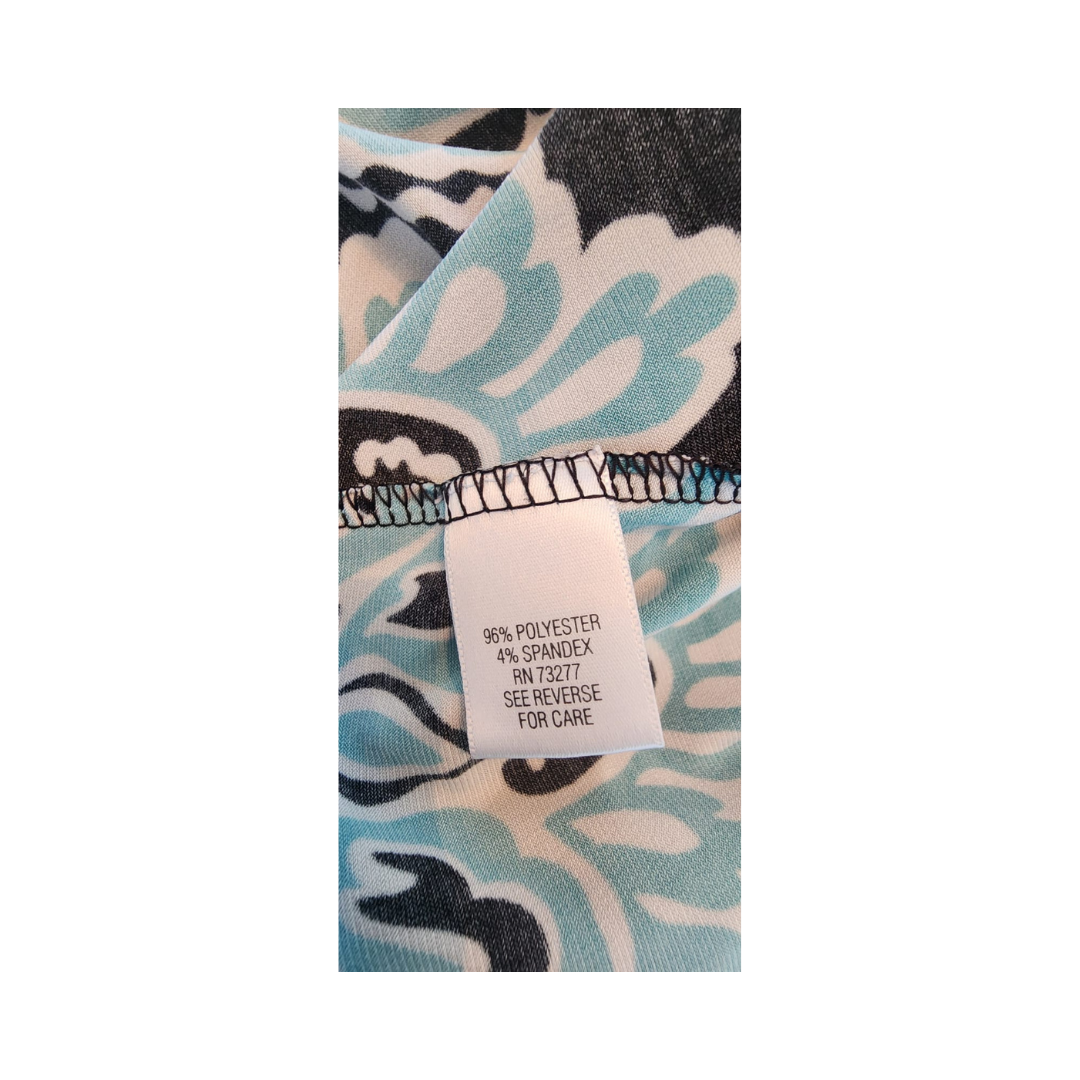 96% POLYESTER
4% SPANDEX
RN 73277
SEE REVERSE
FOR CARE